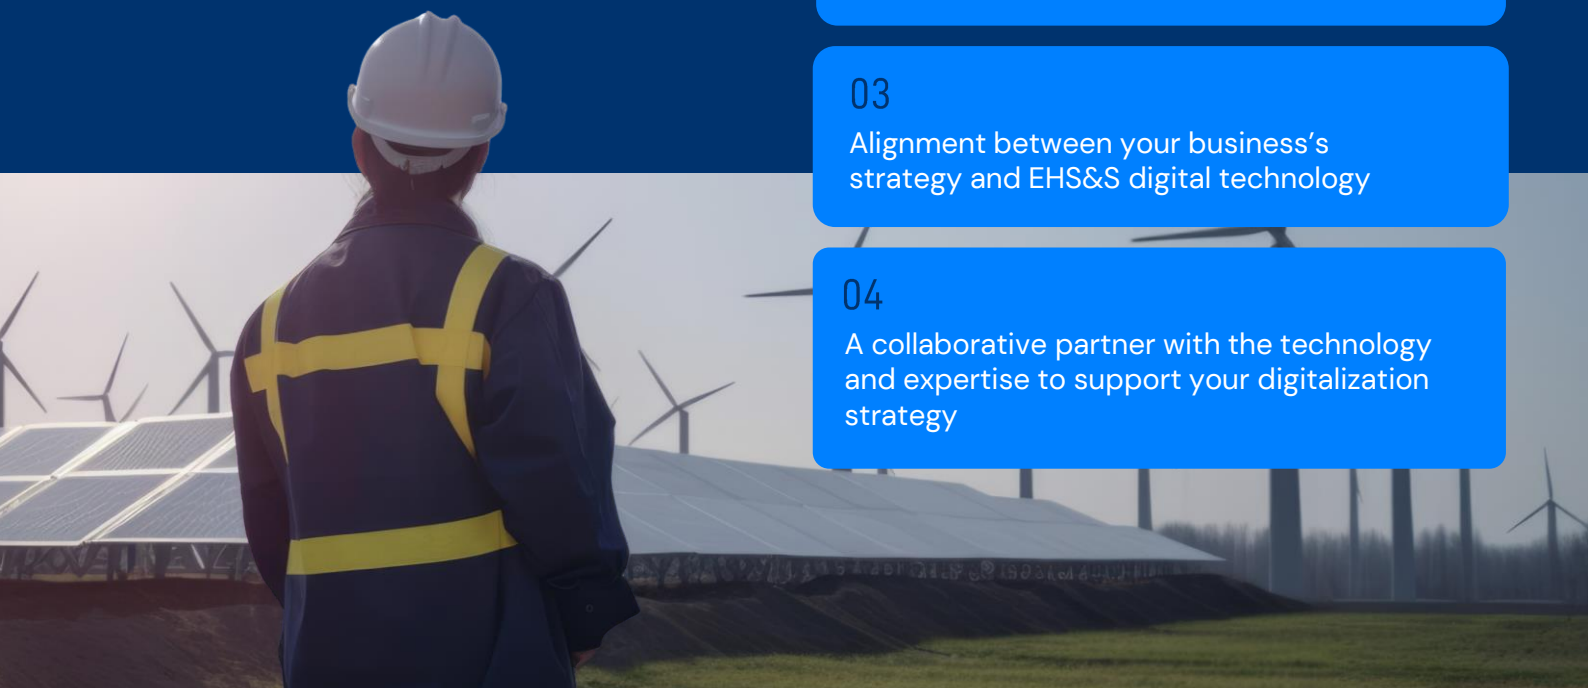 03
Alignment between your business’s
strategy and EHS&S digital technology
04
A collaborative partner with the technology
and expertise to support your digitalization
strategy